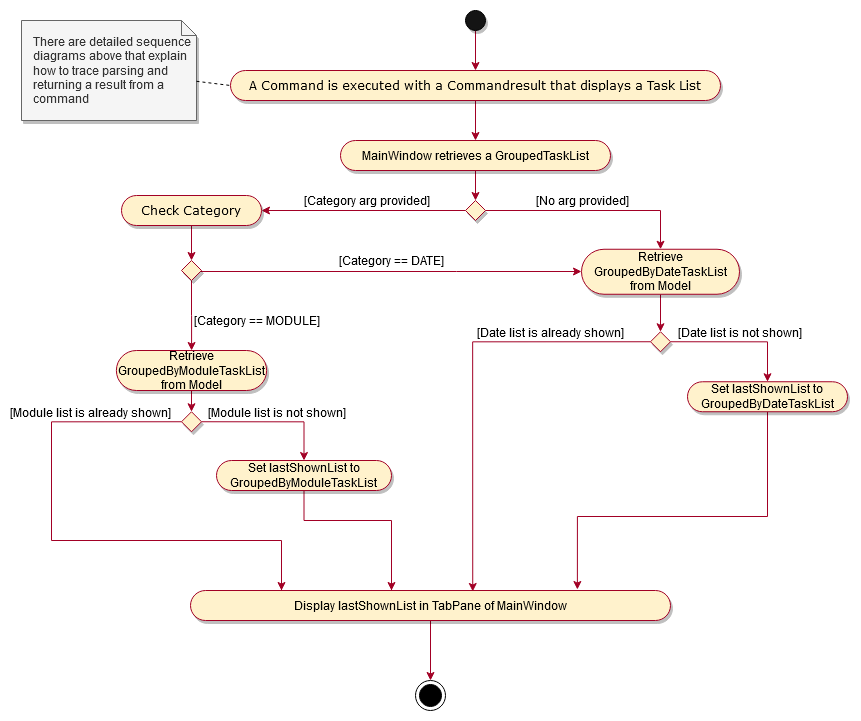 There are detailed sequence
diagrams above that explain
how to trace parsing and
returning a result from a
command
A Command is executed with a Commandresult that displays a Task List
MainWindow retrieves a GroupedTaskList
[Category arg provided]
[No arg provided]
Check Category
[Category == DATE]
Retrieve
GroupedByDateTaskList
from Model
[Category == MODULE]
[Date list is already shown]
[Date list is not shown]
Retrieve
GroupedByModuleTaskList
from Model
Set lastShownList to
GroupedByDateTaskList
[Module list is already shown]
[Module list is not shown]
Set lastShownList to
GroupedByModuleTaskList
Display lastShownList in TabPane of MainWindow